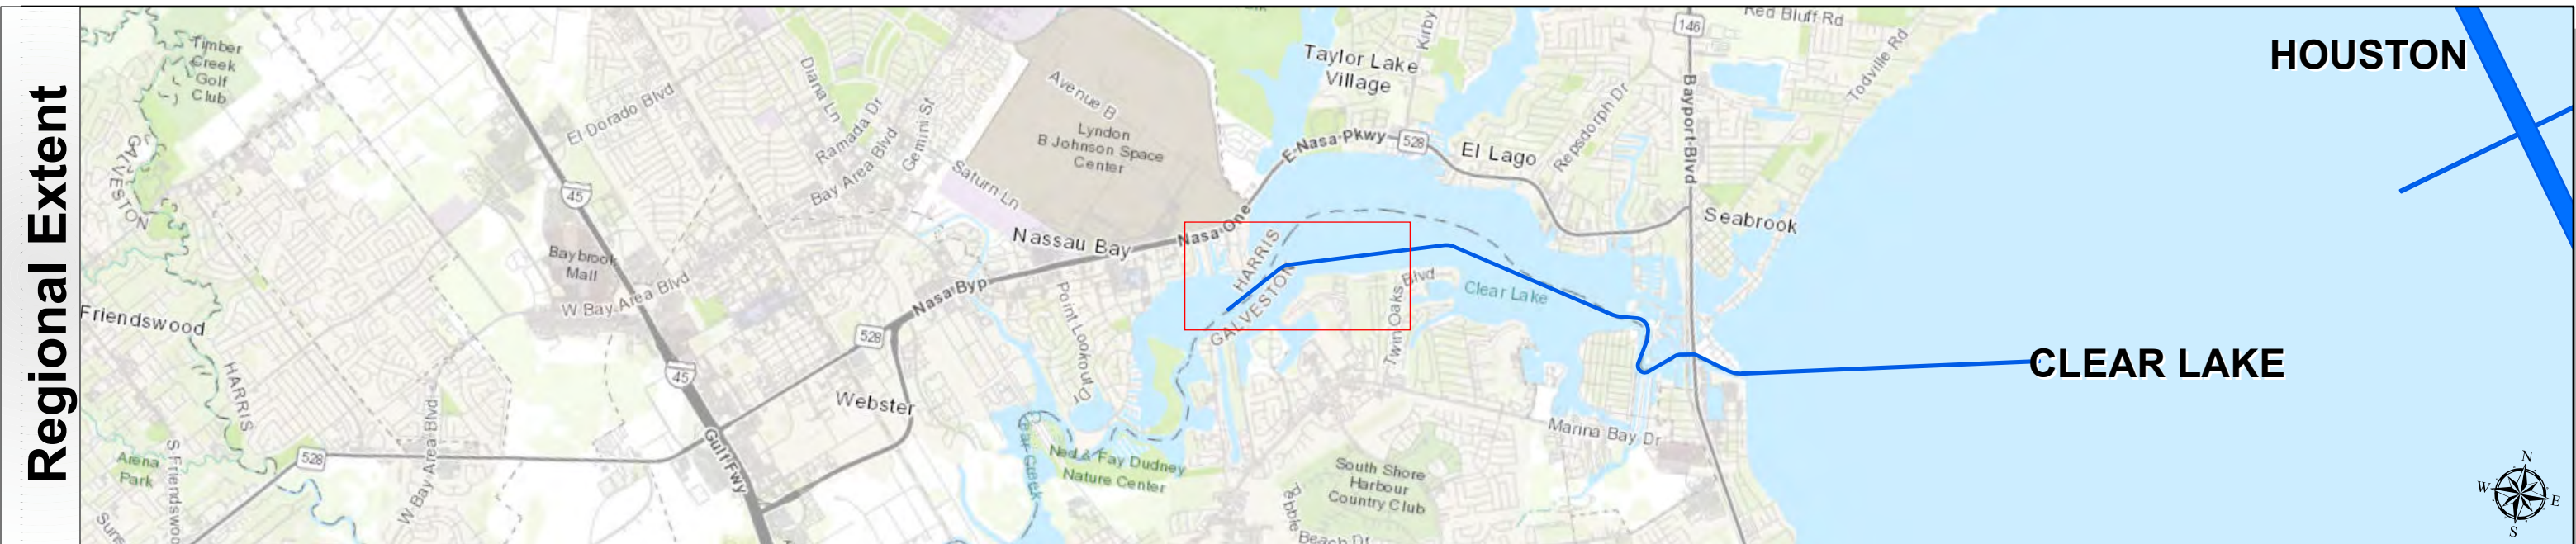 Regional Extent
Timber
Creek
Golf
Club
GALVESTON
HARRIS
Friendswood
Arena
Park
528
W Bay Area Blvd
45
El Dorado Blvd
Baybrook
Mall
W Bay Area Blvd
45
Gulf Fwy
Diana Ln
Ramada Dr
Bay Area Blvd
Gemini St
Saturn Ln
Avenue B
Lyndon
B Johnson Space
Center
Nassau Bay
Nasa One
Nasa Byp
528
Webster
Point Lookout Dr
Ned & Fay Dudney
Nature Center
HARRIS
GALVESTON
Taylor Lake
Village
Kirby
E Nasa Pkwy
528
El Lago
Repsdorph Dr
Twin Oaks Blvd
Clear Lake
South Shore
Harbour
Country Club
Marina Bay Dr
146
Bayport Blvd
Red Bluff Rd
Todville Rd
Seabrook
HOUSTON
CLEAR LAKE
N
W
E
S